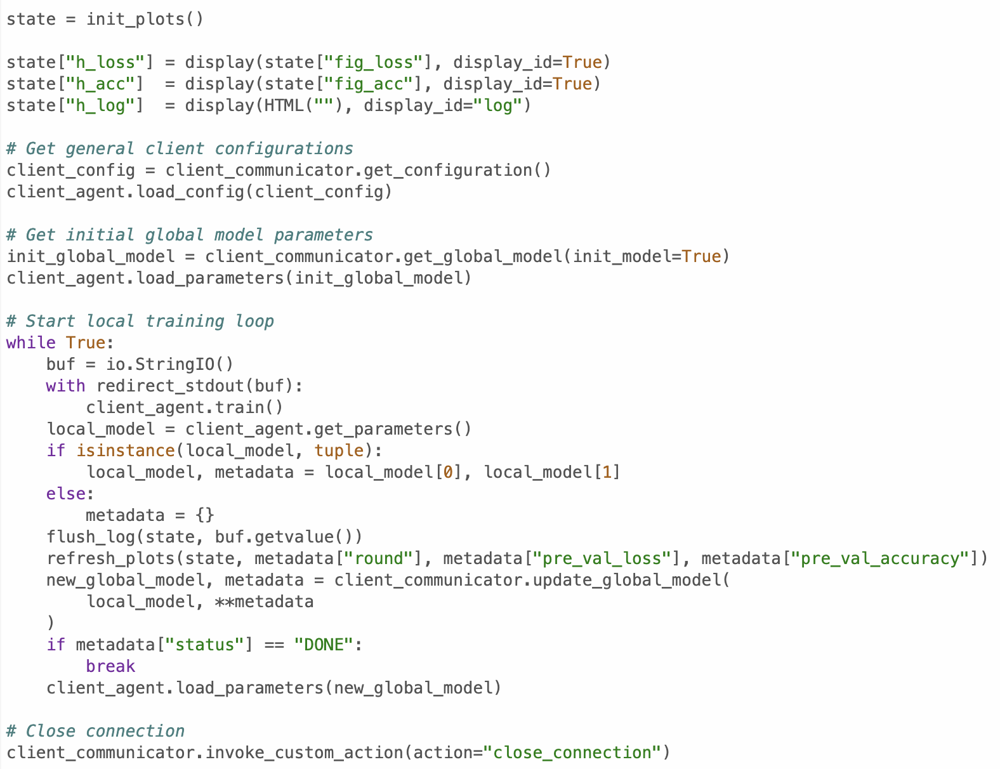 state = init_plots()

state["h_loss"] = display(state["fig_loss"], display_id=True)
state["h_acc"]  = display(state["fig_acc"], display_id=True)
state["h_log"]  = display(HTML(""), display_id="log")

# Get general client configurations
client_config = client_communicator.get_configuration()
client_agent.load_config(client_config)

# Get initial global model parameters
init_global_model = client_communicator.get_global_model(init_model=True)
client_agent.load_parameters(init_global_model)

# Start local training loop
while True:
    buf = io.StringIO()
    with redirect_stdout(buf):
        client_agent.train()
    local_model = client_agent.get_parameters()
    if isinstance(local_model, tuple):
        local_model, metadata = local_model[0], local_model[1]
    else:
        metadata = {}
    flush_log(state, buf.getvalue())
    refresh_plots(state, metadata["round"], metadata["pre_val_loss"], metadata["pre_val_accuracy"])
    new_global_model, metadata = client_communicator.update_global_model(
        local_model, **metadata
    )
    if metadata["status"] == "DONE":
        break
    client_agent.load_parameters(new_global_model)

# Close connection
client_communicator.invoke_custom_action(action="close_connection")